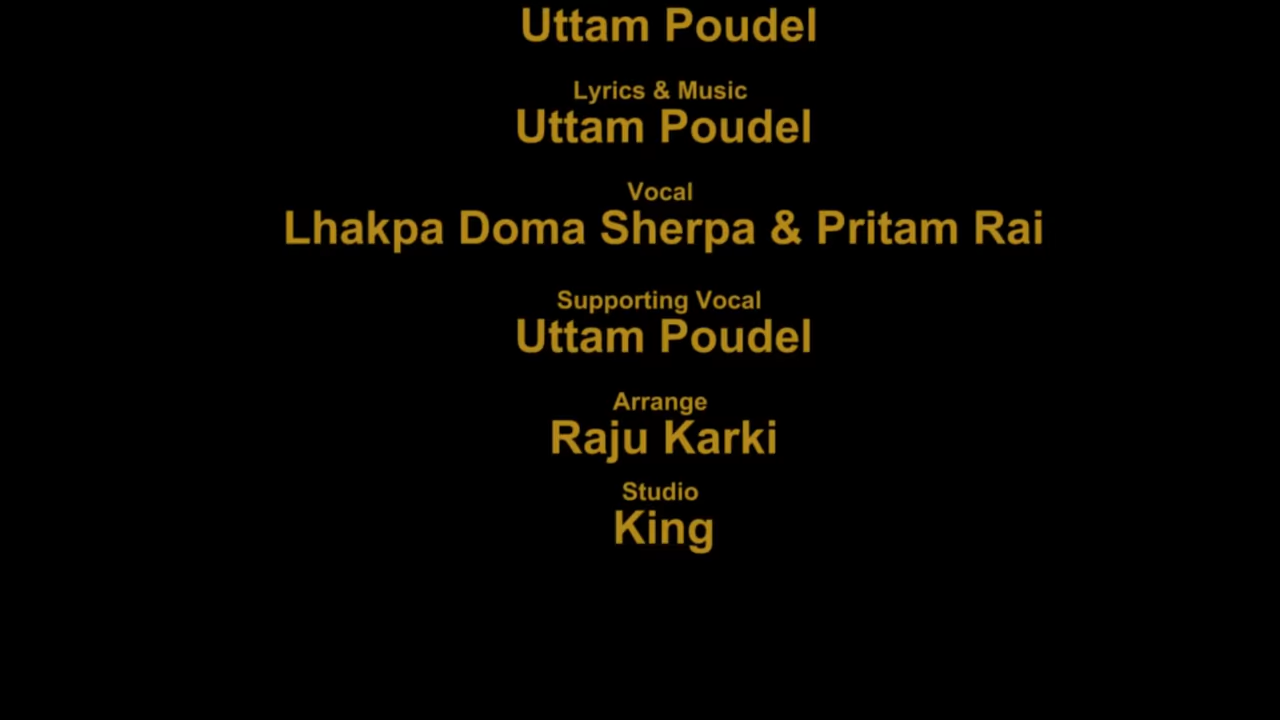 Uttam Poudel
Lyrics & Music
Uttam Poudel
Vocal
Lhakpa Doma Sherpa & Pritam Rai
Supporting Vocal
Uttam Poudel
Arrange
Raju Karki
Studio
King